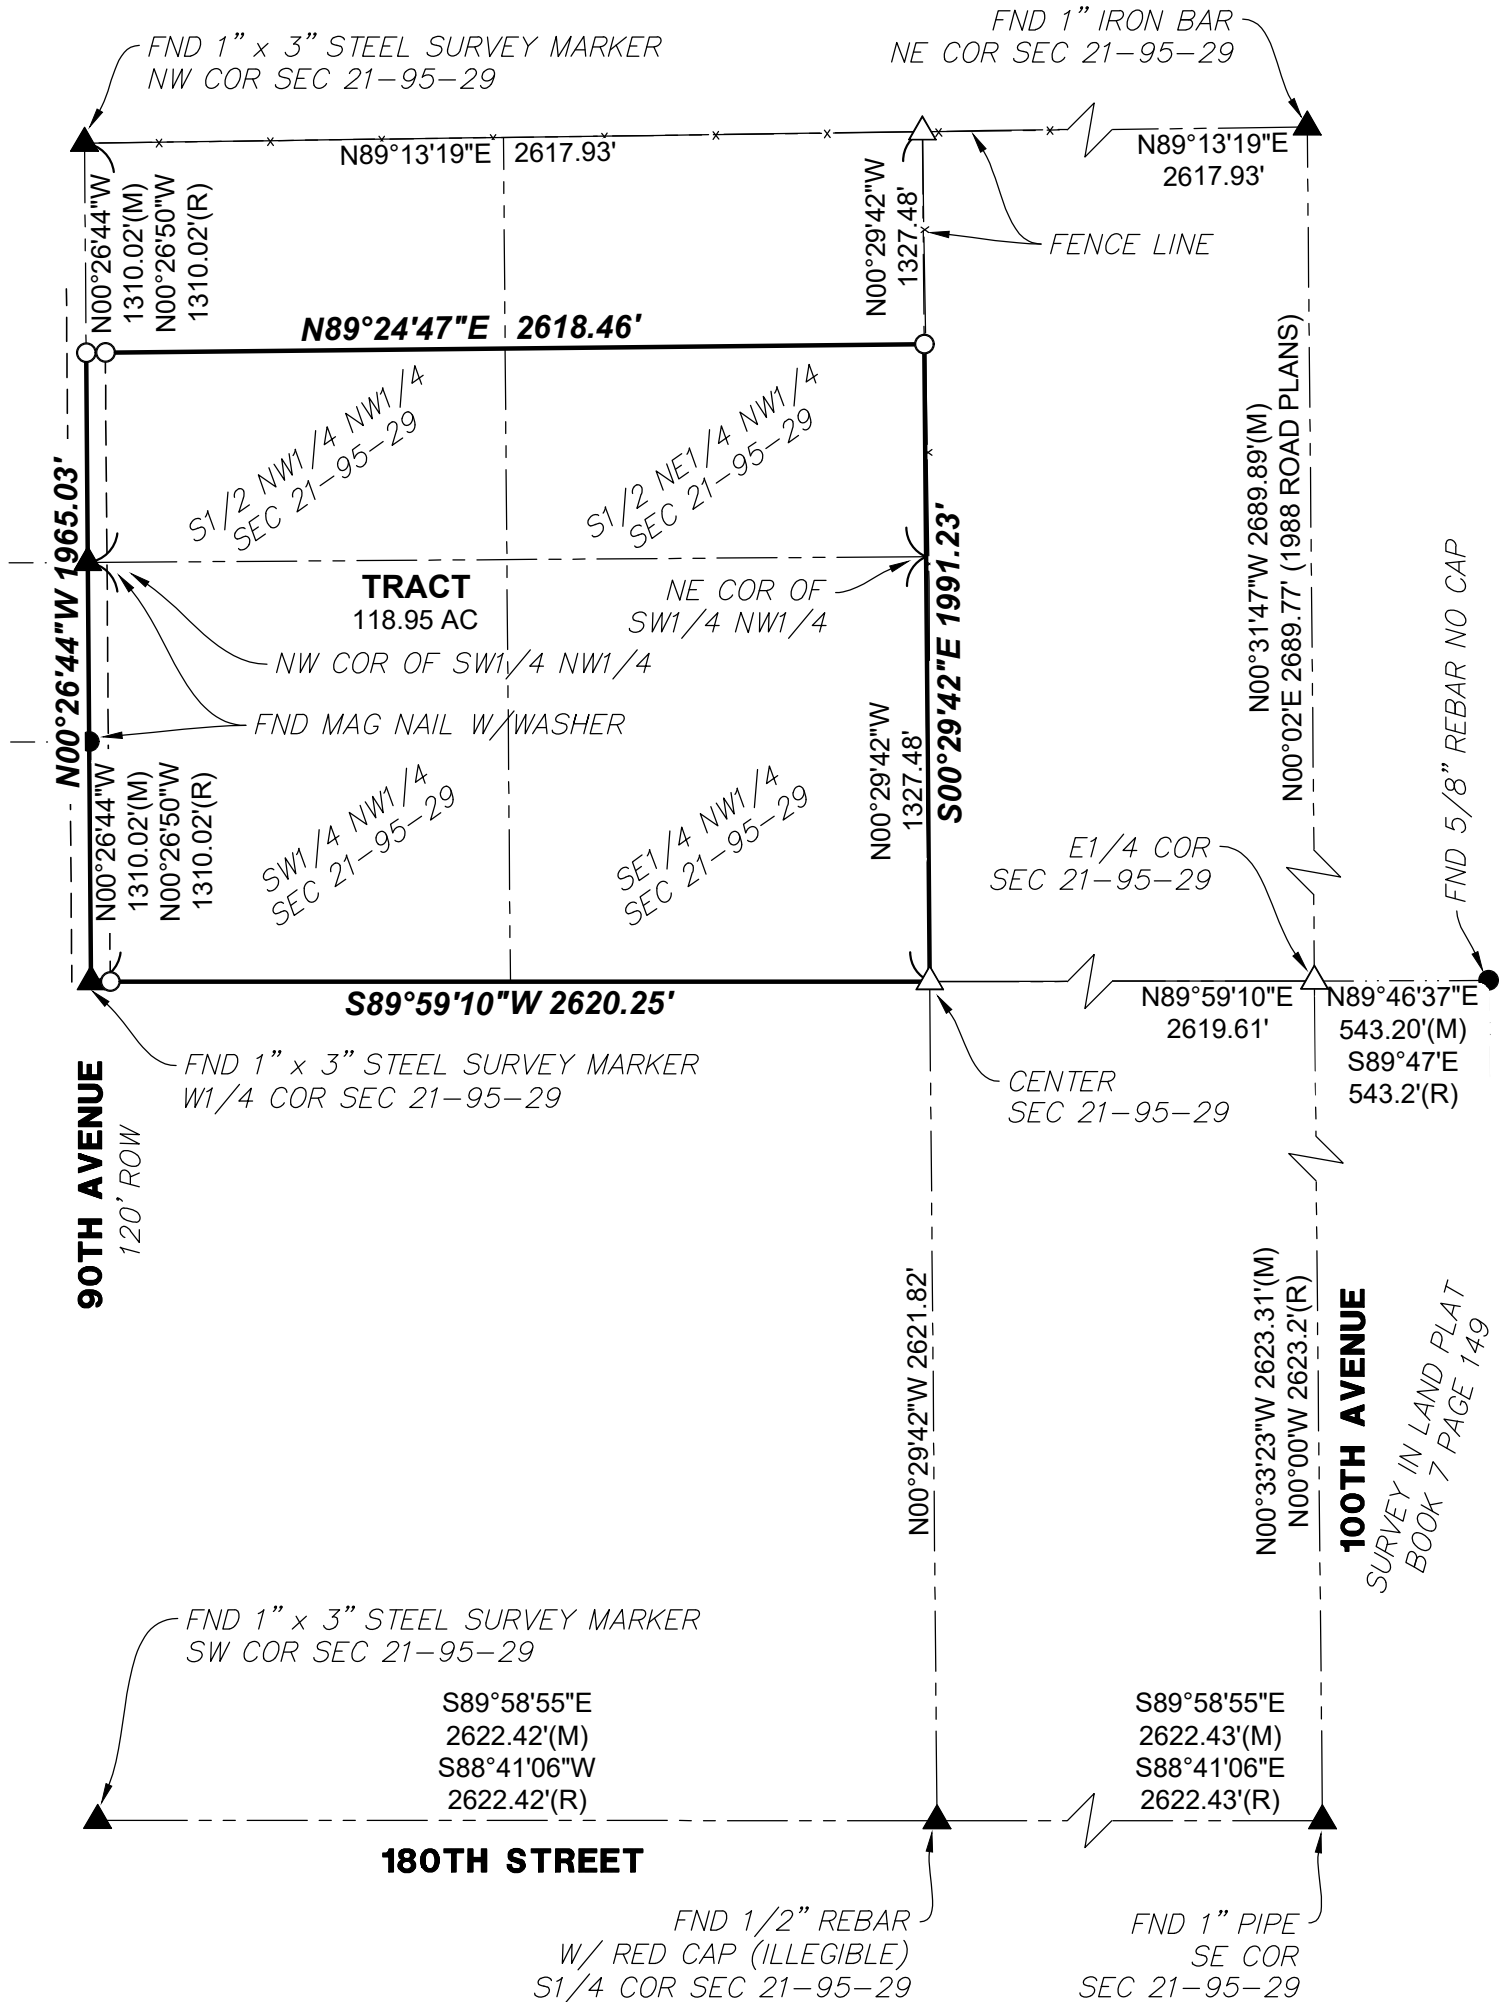 FND 1” x 3” STEEL SURVEY MARKER
NW COR SEC 21-95-29
FND 1” IRON BAR
NE COR SEC 21-95-29
N89°13'19"E 2617.93'
N89°13'19"E
2617.93'
N00°26'44"W
1310.02'(M)
N00°26'50"W
1310.02'(R)
N00°29'42"W
1327.48'
FENCE LINE
N89°24'47"E 2618.46'
S1/2 NW1/4 NW1/4
SEC 21-95-29
S1/2 NE1/4 NW1/4
SEC 21-95-29
N00°26'44"W 1965.03'
S00°29'42"E 1991.23'
N00°31'47"W 2689.89'(M)
N00°02'E 2689.77' (1988 ROAD PLANS)
FND 5/8” REBAR NO CAP
TRACT
118.95 AC
NE COR OF
SW1/4 NW1/4
NW COR OF SW1/4 NW1/4
FND MAG NAIL W/WASHER
N00°26'44"W
1310.02'(M)
N00°26'50"W
1310.02'(R)
SW1/4 NW1/4
SEC 21-95-29
SE1/4 NW1/4
SEC 21-95-29
N00°29'42"W
1327.48'
E1/4 COR
SEC 21-95-29
S89°59'10"W 2620.25'
N89°59'10"E
2619.61'
N89°46'37"E
543.20'(M)
S89°47'E
543.2'(R)
FND 1” x 3” STEEL SURVEY MARKER
W1/4 COR SEC 21-95-29
CENTER
SEC 21-95-29
90TH AVENUE
120' ROW
N00°29'42"W 2621.82'
N00°33'23"W 2623.31'(M)
N00°00'W 2623.2'(R)
100TH AVENUE
SURVEY IN LAND PLAT
BOOK 7 PAGE 149
FND 1” x 3” STEEL SURVEY MARKER
SW COR SEC 21-95-29
S89°58'55"E
2622.42'(M)
S88°41'06"W
2622.42'(R)
S89°58'55"E
2622.43'(M)
S88°41'06"E
2622.43'(R)
180TH STREET
FND 1/2” REBAR
W/ RED CAP (ILLEGIBLE)
S1/4 COR SEC 21-95-29
FND 1” PIPE
SE COR
SEC 21-95-29